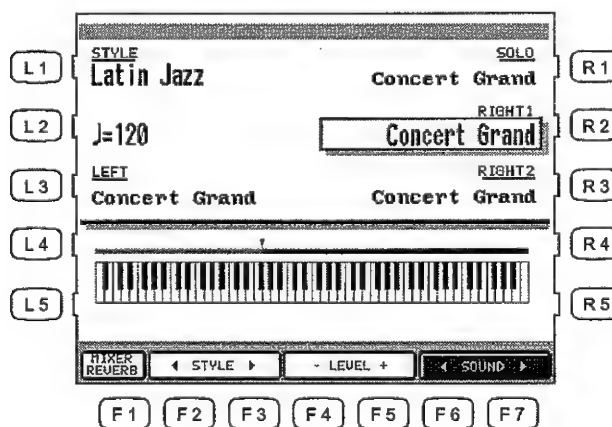 STYLE
SOLO
L1
Latin Jazz
Concert Grand
R1
RIGHT1
L2
♩=120
Concert Grand
R2
LEFT
RIGHT2
L3
Concert Grand
Concert Grand
R3
L4
R4
L5
R5
MIXER
REVERB
◀ STYLE ▶
- LEVEL +
◀ SOUND ▶
F1 F2 F3 F4 F5 F6 F7